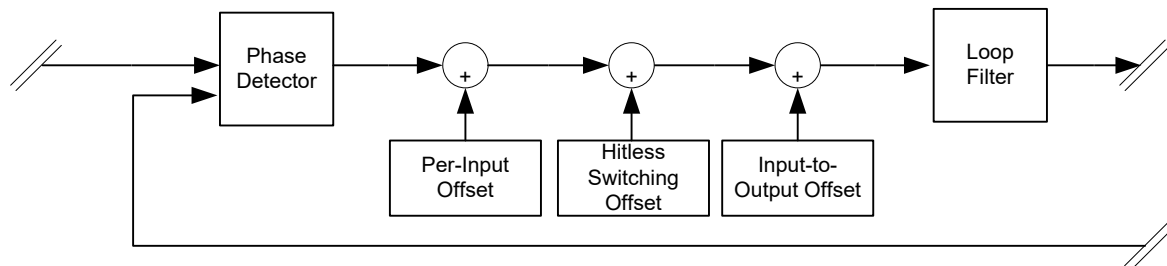 Phase
Detector
+
+
+
Loop
Filter
Per-Input
Offset
Hitless
Switching
Offset
Input-to-
Output Offset